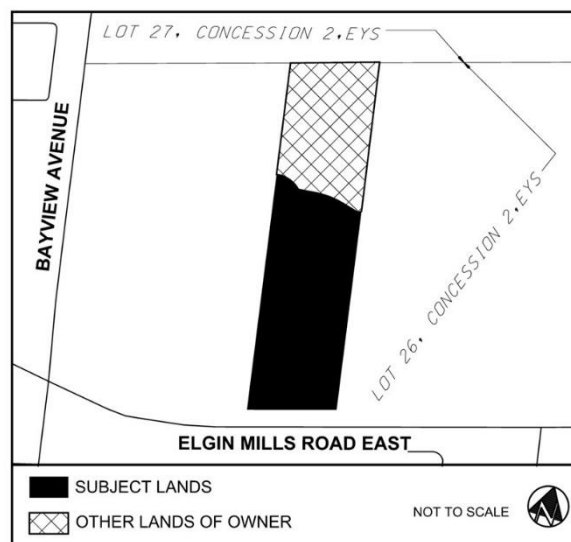 LOT 27, CONCESSION 2,EYS
BAYVIEW AVENUE
LOT 26, CONCESSION 2,EYS
ELGIN MILLS ROAD EAST
SUBJECT LANDS
OTHER LANDS OF OWNER
NOT TO SCALE